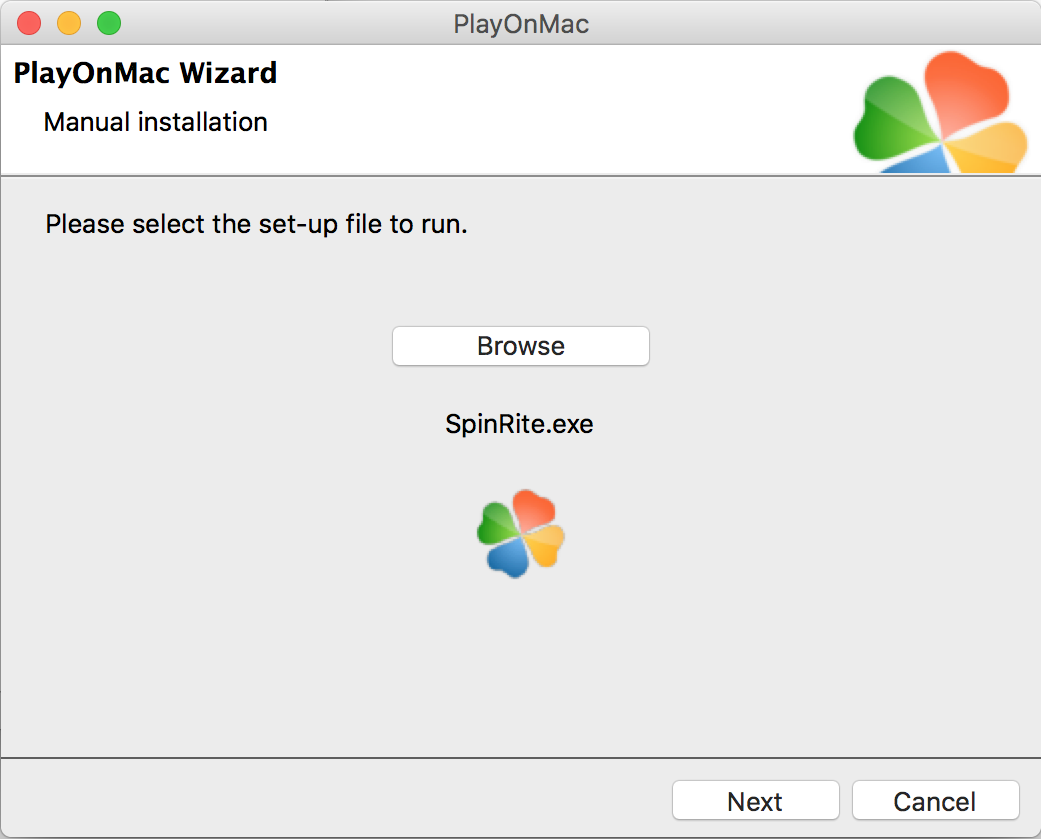 PlayOnMac
PlayOnMac Wizard
Manual installation
Please select the set-up file to run.
Browse
SpinRite.exe
Next
Cancel